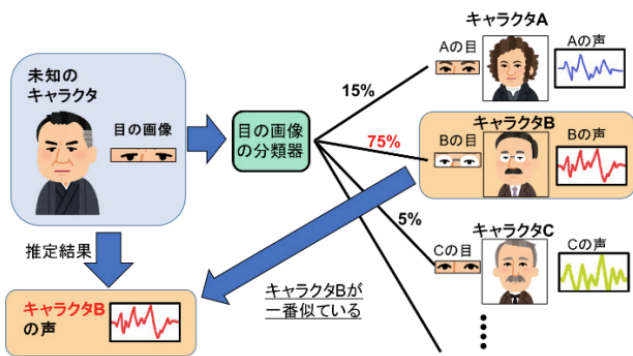 未知の
キャラクタ
目の画像
推定結果
キャラクタB
の声
目の画像
の分類器
15%
75%
5%
キャラクタBが
一番似ている
キャラクタA
Aの目
Aの声
キャラクタB
Bの目
Bの声
キャラクタC
Cの目
Cの声